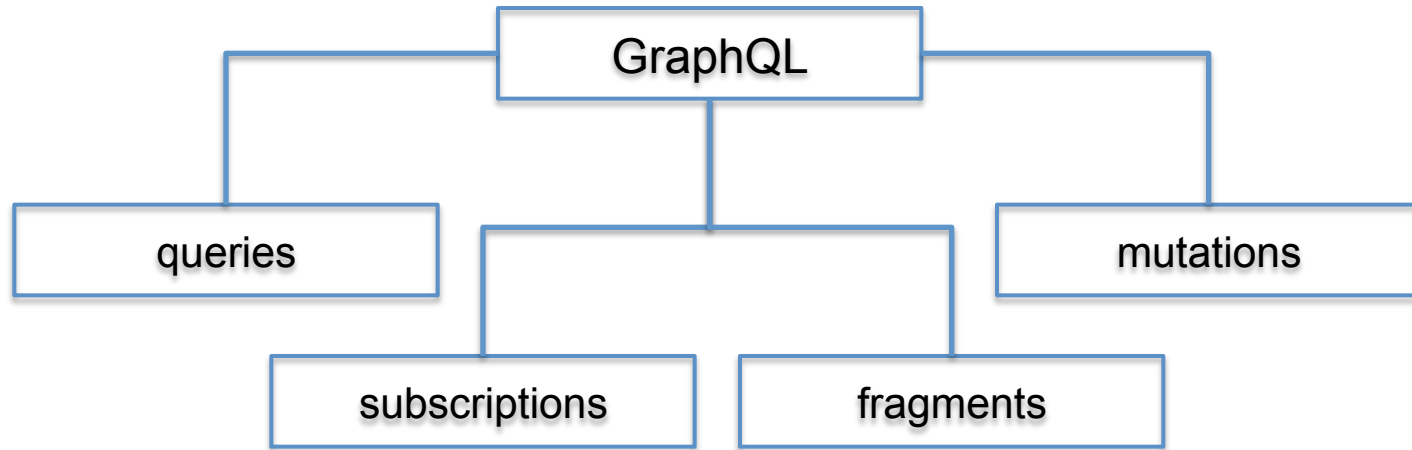 GraphQL
queries
mutations
subscriptions
fragments